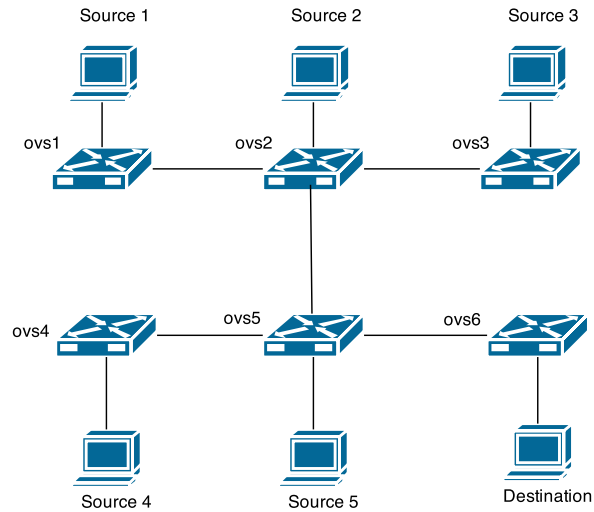 Source 1
Source 2
Source 3
ovs1
ovs2
ovs3
ovs4
ovs5
ovs6
Source 4
Source 5
Destination